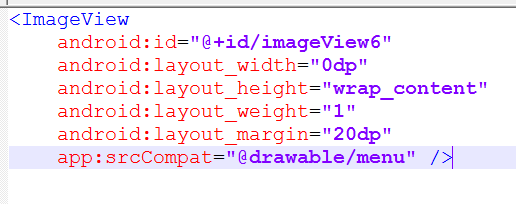 <ImageView
    android:id="@+id/imageView6"
    android:layout_width="0dp"
    android:layout_height="wrap_content"
    android:layout_weight="1"
    android:layout_margin="20dp"
    app:srcCompat="@drawable/menu" />